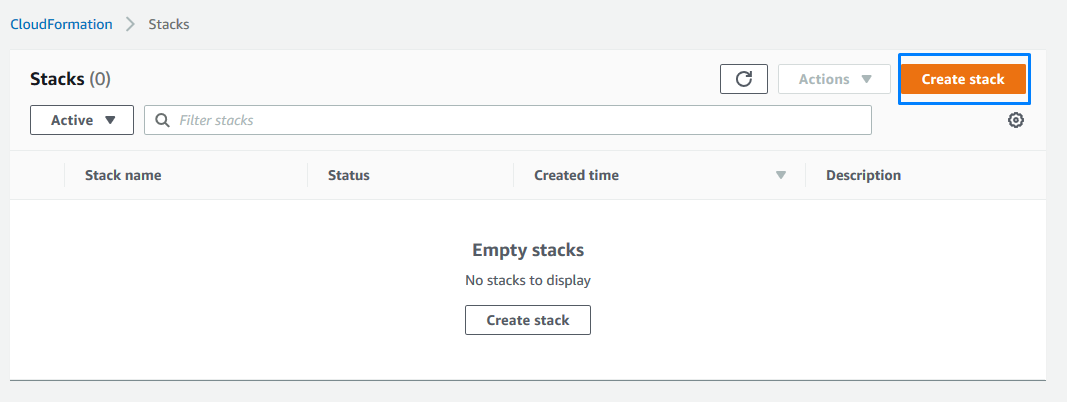 CloudFormation > Stacks
Stacks (0)
Actions
Create stack
Active
Filter stacks
Stack name Status Created time Description
Empty stacks
No stacks to display
Create stack